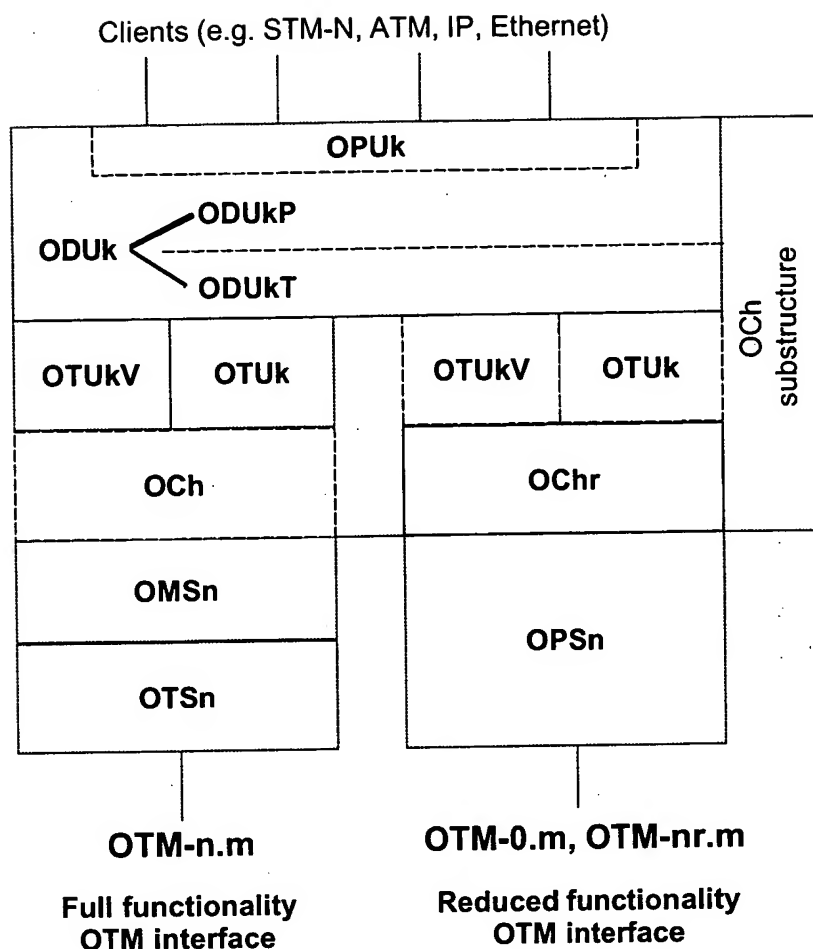 Clients (e.g. STM-N, ATM, IP, Ethernet)
OPUk
ODUk
ODUkP
ODUkT
OCh
substructure
OTUkV
OTUk
OTUkV
OTUk
OCh
OChr
OMSn
OPSn
OTSn
OTM-n.m
OTM-0.m, OTM-nr.m
Full functionality
OTM interface
Reduced functionality
OTM interface